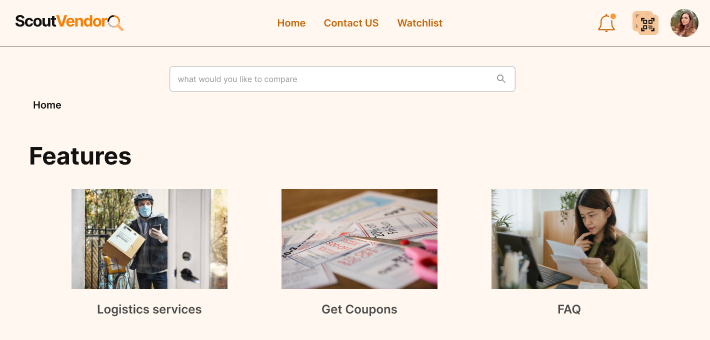 ScoutVendor
Home Contact US Watchlist
what would you like to compare
Home
Features
Logistics services Get Coupons FAQ